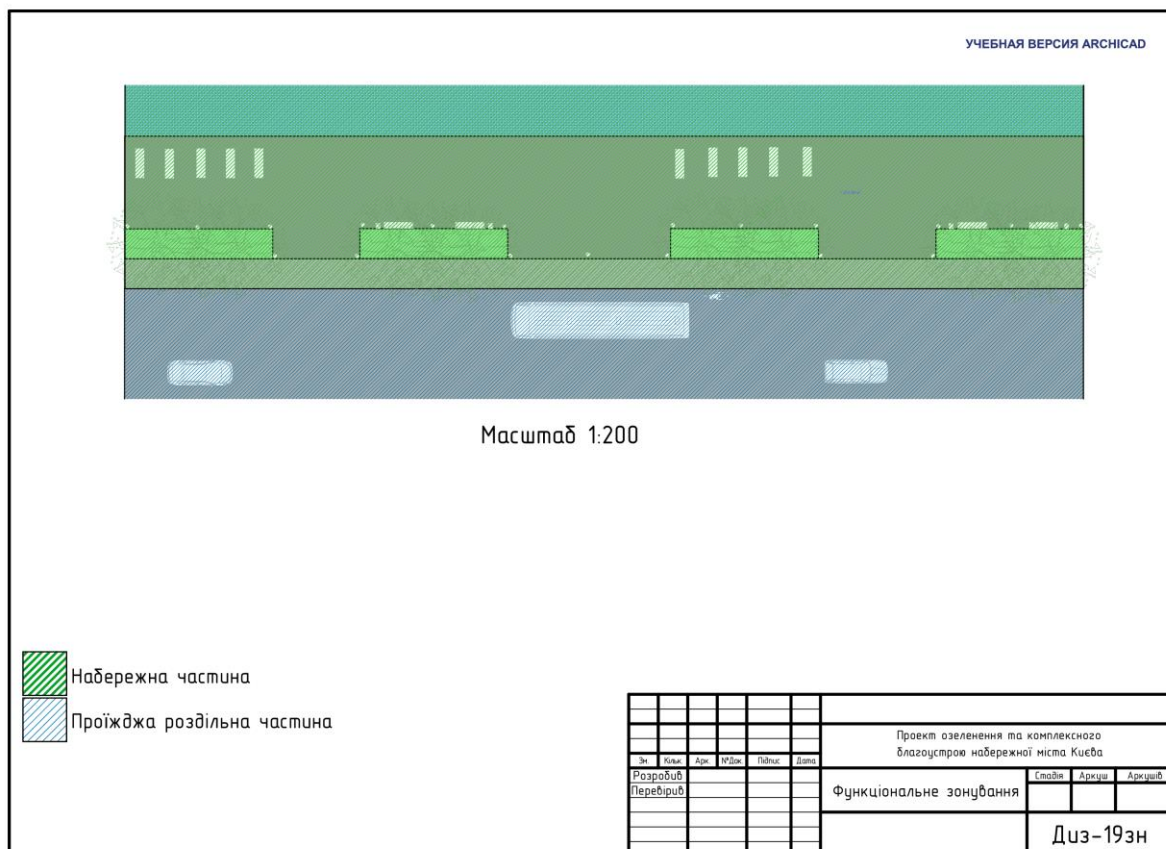 УЧЕБНАЯ ВЕРСИЯ ARCHICAD
Масштаб 1:200
Набережна частина
Проїжджа роздільна частина
Проект озеленення та комплексного
благоустрою набережної міста Києва
Зм. Кільк. Арк. №Док. Підпис Дата
Розробив
Перевірив
Функціональне зонування
Стадія Аркуш Аркушів
Диз-19зн